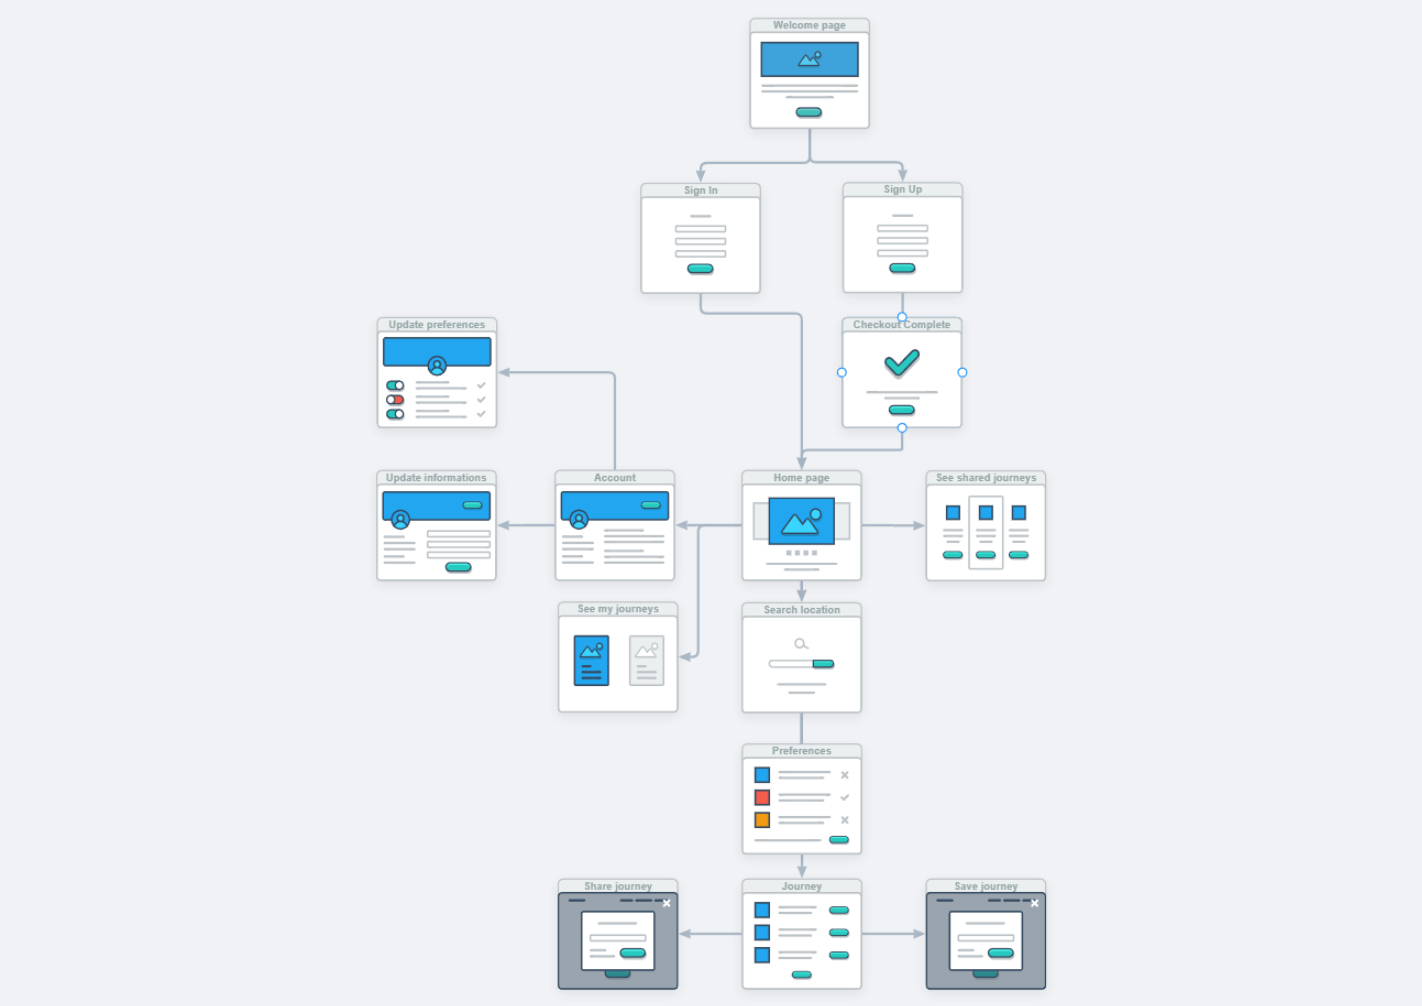 Welcome page
Sign In
Sign Up
Update preferences
Checkout Complete
Update informations
Account
Home page
See shared journeys
See my journeys
Search location
Preferences
Share journey
Journey
Save journey